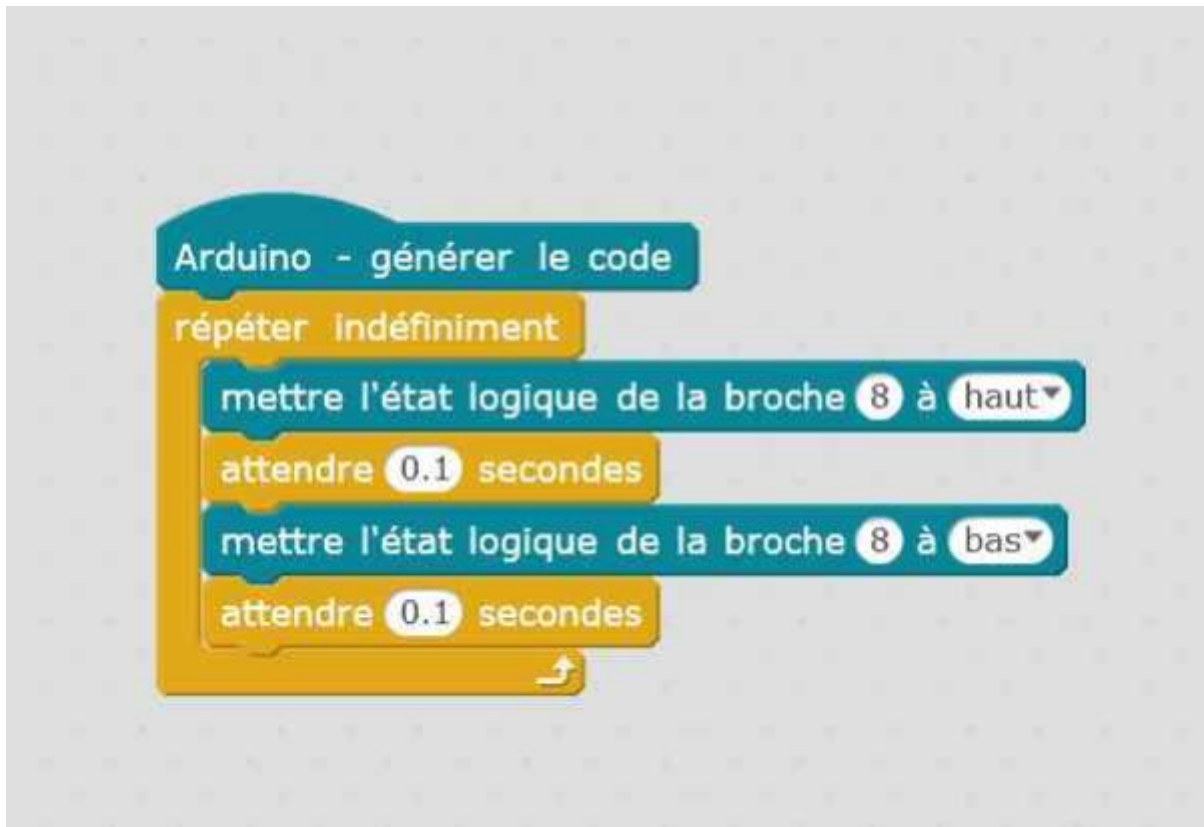 Arduino - générer le code
répéter indéfiniment
mettre l'état logique de la broche 8 à haut
attendre 0.1 secondes
mettre l'état logique de la broche 8 à bas
attendre 0.1 secondes